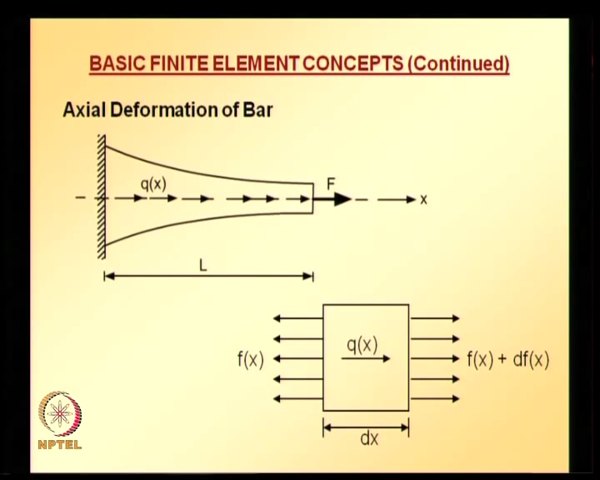 BASIC FINITE ELEMENT CONCEPTS (Continued)
Axial Deformation of Bar
q(x)
F
x
L
q(x)
f(x)
f(x) + df(x)
dx
NPTEL